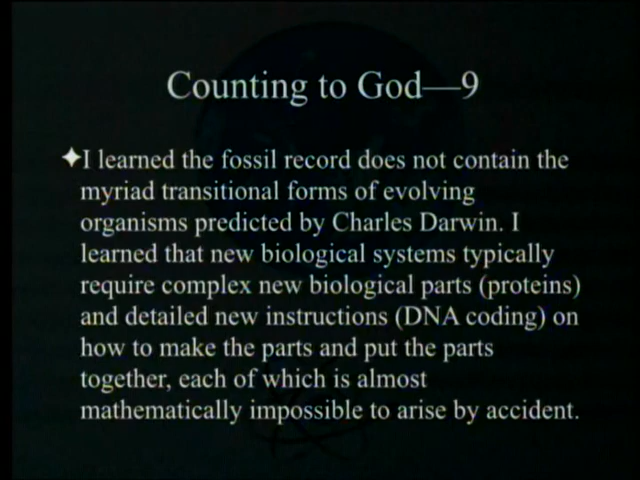 Counting to God—9
✦I learned the fossil record does not contain the
myriad transitional forms of evolving
organisms predicted by Charles Darwin. I
learned that new biological systems typically
require complex new biological parts (proteins)
and detailed new instructions (DNA coding) on
how to make the parts and put the parts
together, each of which is almost
mathematically impossible to arise by accident.